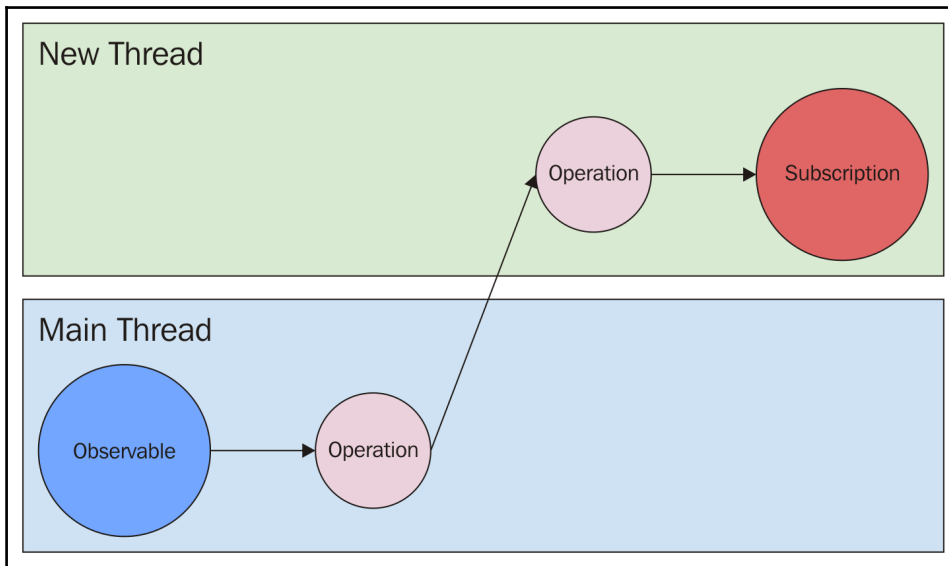 New Thread
Operation
Subscription
Main Thread
Observable
Operation